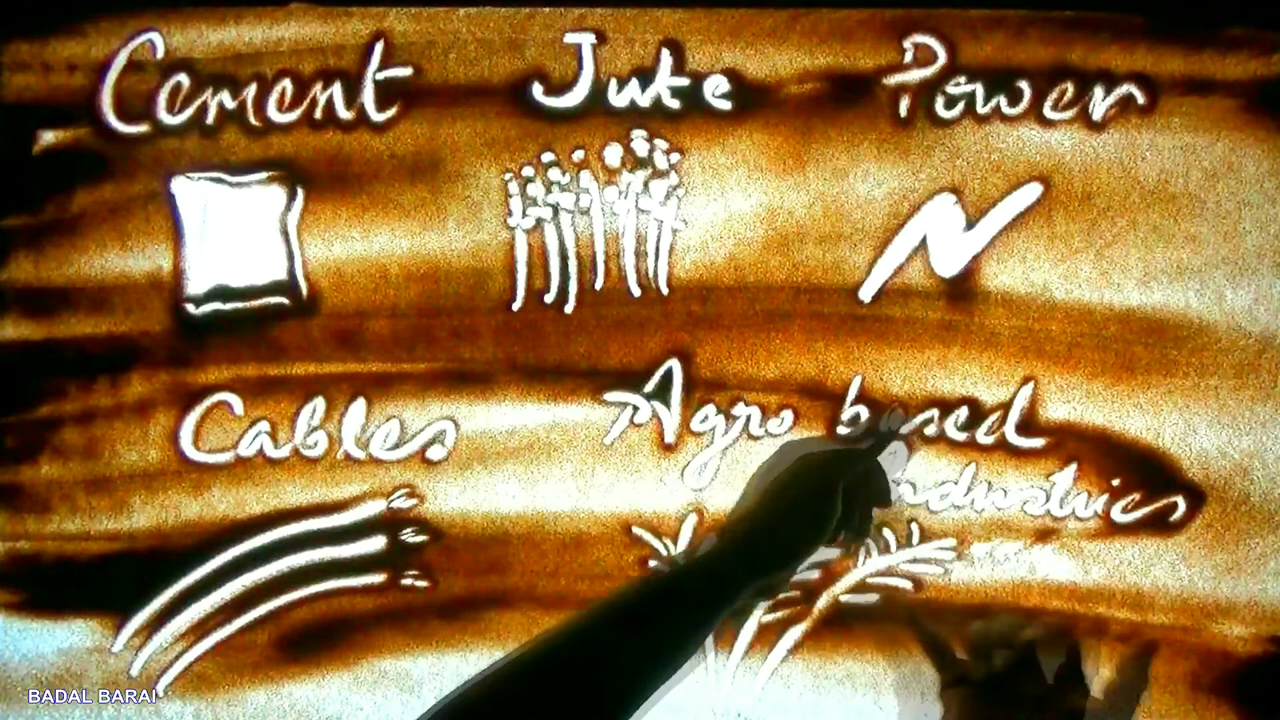 Cement Jute Power
Cables Agro based
Industries
BADAL BARAI